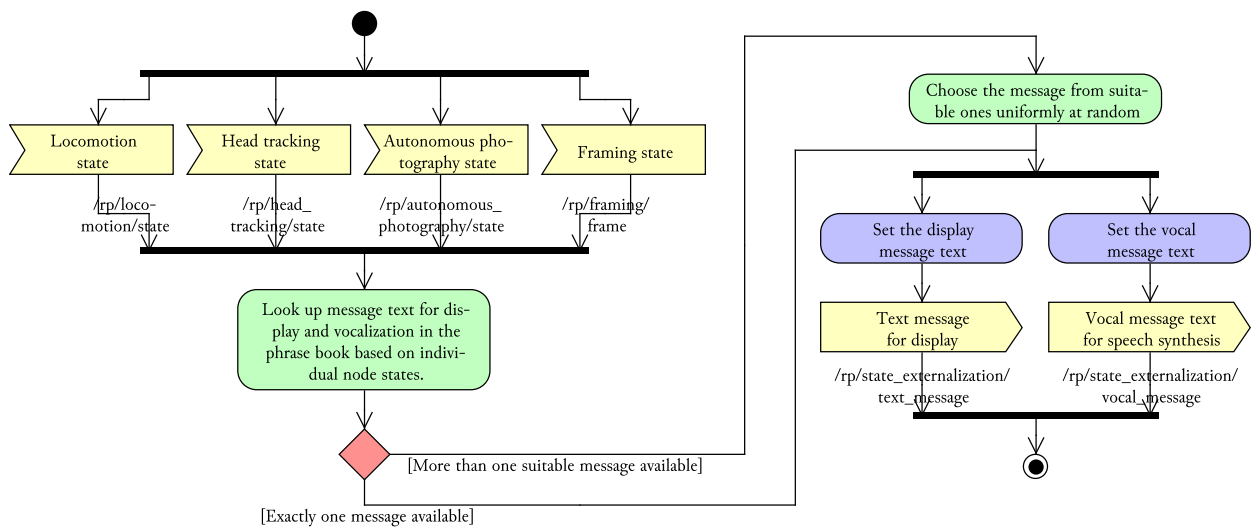 Locomotion
state
Head tracking
state
Autonomous pho-
tography state
Framing state
/rp/loco-
motion/state
/rp/head_
tracking/state
/rp/autonomous_
photography/state
/rp/framing/
frame
Look up message text for dis-
play and vocalization in the
phrase book based on indivi-
dual node states.
[More than one suitable message available]
[Exactly one message available]
Choose the message from suita-
ble ones uniformly at random
Set the display
message text
Set the vocal
message text
Text message
for display
Vocal message text
for speech synthesis
/rp/state_externalization/
text_message
/rp/state_externalization/
vocal_message